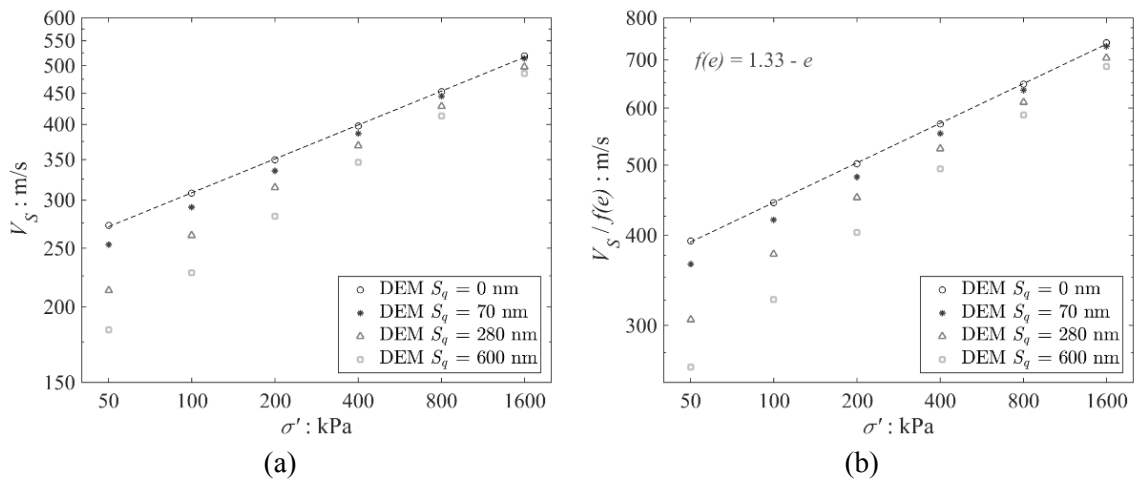 600
550
500
450
400
350
300
250
200
150
V_S : m/s
50 100 200 400 800 1600
σ' : kPa
DEM S_q = 0 nm
DEM S_q = 70 nm
DEM S_q = 280 nm
DEM S_q = 600 nm
(a)
800
700
600
500
400
300
V_S / f(e) : m/s
f(e) = 1.33 - e
50 100 200 400 800 1600
σ' : kPa
DEM S_q = 0 nm
DEM S_q = 70 nm
DEM S_q = 280 nm
DEM S_q = 600 nm
(b)